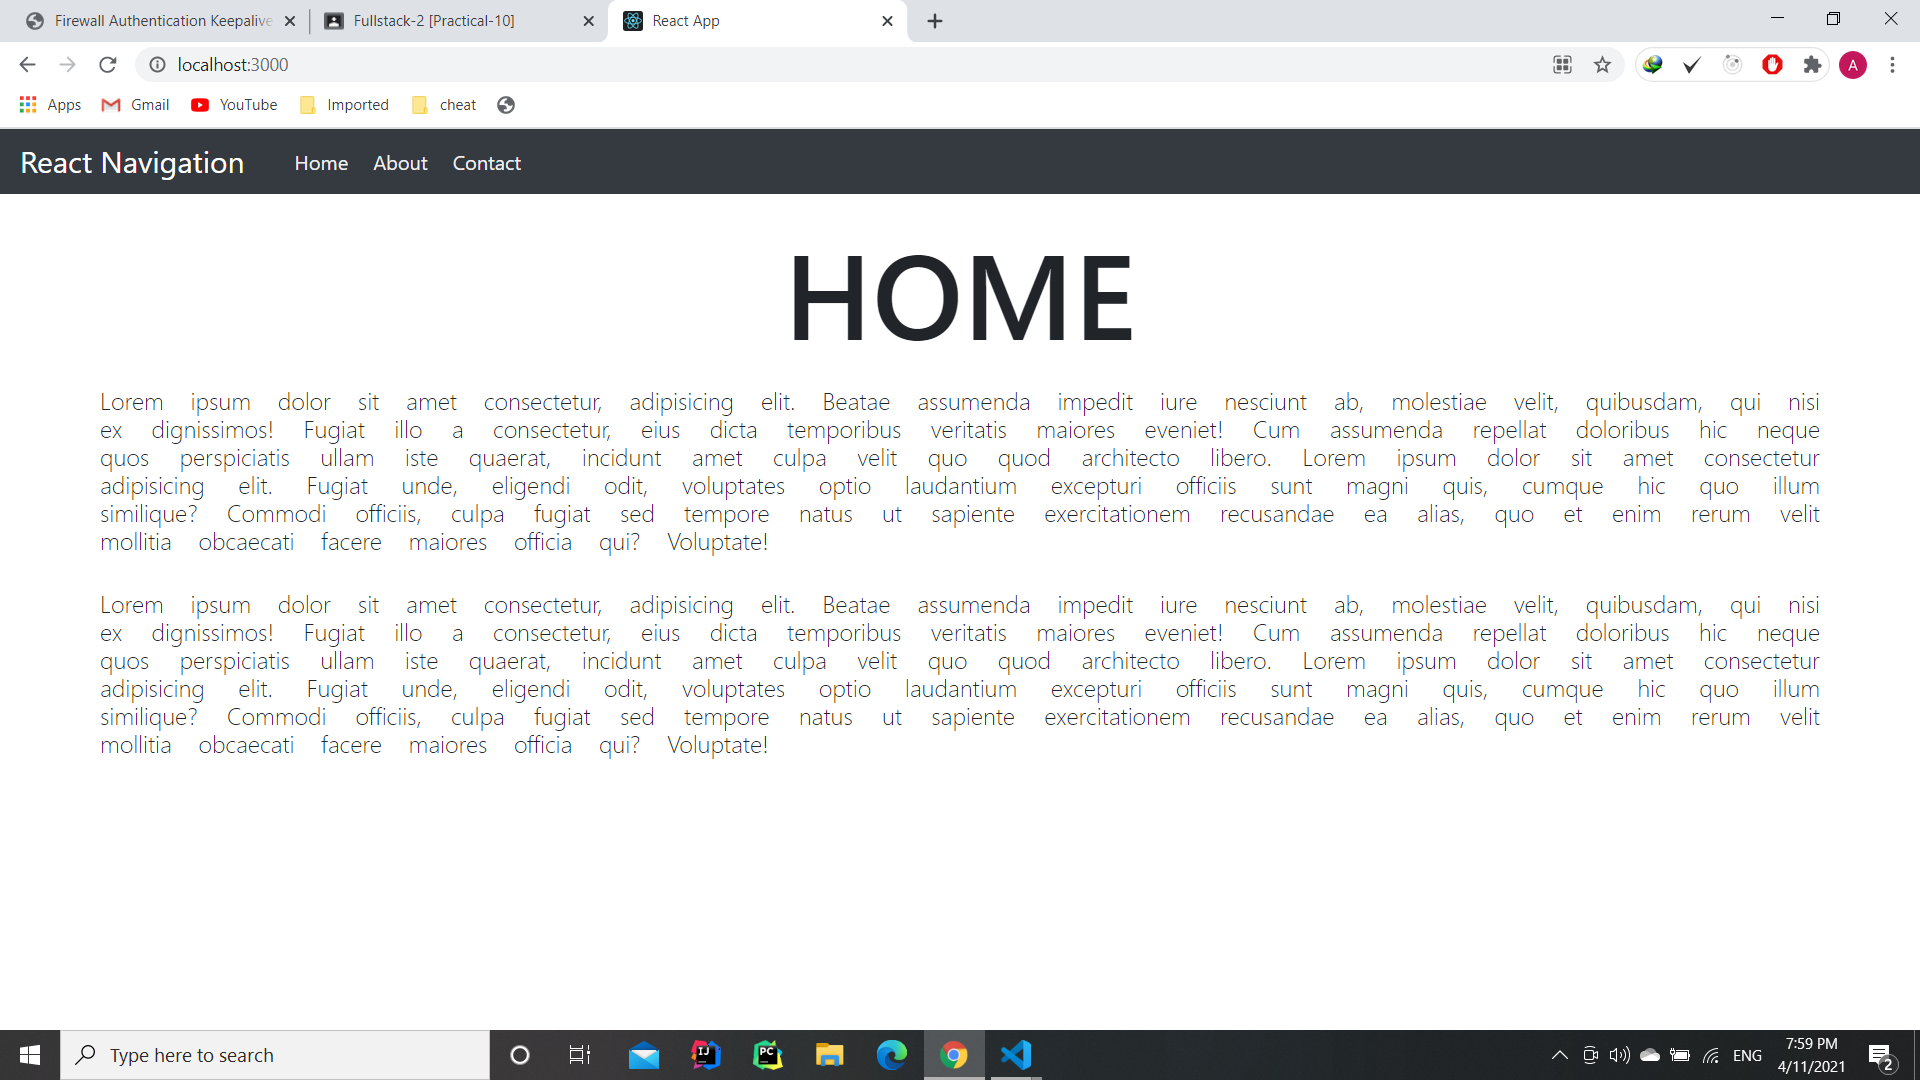 Firewall Authentication Keepalive
Fullstack-2 [Practical-10]
React App
localhost:3000
A
Apps
Gmail
YouTube
Imported
cheat
React Navigation
Home
About
Contact
HOME
Lorem ipsum dolor sit amet consectetur, adipisicing elit. Beatae assumenda impedit iure nesciunt ab, molestiae velit, quibusdam, qui nisi
ex dignissimos! Fugiat illo a consectetur, eius dicta temporibus veritatis maiores eveniet! Cum assumenda repellat doloribus hic neque
quos perspiciatis ullam iste quaerat, incidunt amet culpa velit quo quod architecto libero. Lorem ipsum dolor sit amet consectetur
adipisicing elit. Fugiat unde, eligendi odit, voluptates optio laudantium excepturi officiis sunt magni quis, cumque hic quo illum
similique? Commodi officiis, culpa fugiat sed tempore natus ut sapiente exercitationem recusandae ea alias, quo et enim rerum velit
mollitia obcaecati facere maiores officia qui? Voluptate!
Lorem ipsum dolor sit amet consectetur, adipisicing elit. Beatae assumenda impedit iure nesciunt ab, molestiae velit, quibusdam, qui nisi
ex dignissimos! Fugiat illo a consectetur, eius dicta temporibus veritatis maiores eveniet! Cum assumenda repellat doloribus hic neque
quos perspiciatis ullam iste quaerat, incidunt amet culpa velit quo quod architecto libero. Lorem ipsum dolor sit amet consectetur
adipisicing elit. Fugiat unde, eligendi odit, voluptates optio laudantium excepturi officiis sunt magni quis, cumque hic quo illum
similique? Commodi officiis, culpa fugiat sed tempore natus ut sapiente exercitationem recusandae ea alias, quo et enim rerum velit
mollitia obcaecati facere maiores officia qui? Voluptate!
Type here to search
IJ
PC
ENG
7:59 PM
4/11/2021
2